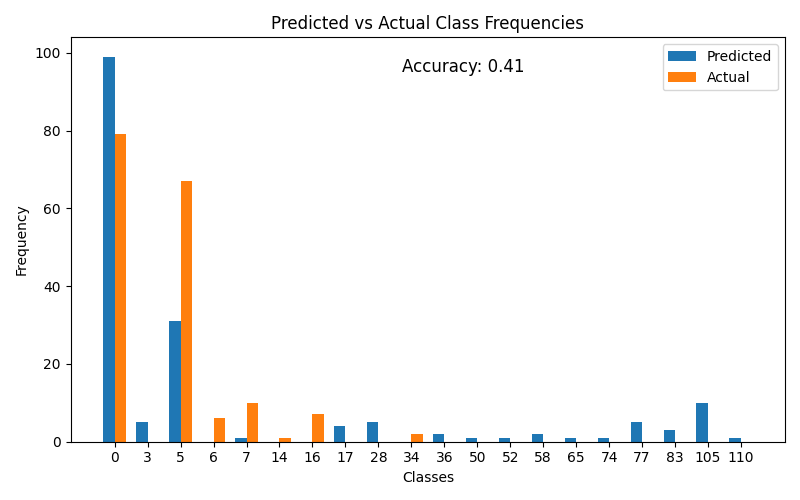 Predicted vs Actual Class Frequencies
Accuracy: 0.41
Predicted
Actual
Frequency
100
80
60
40
20
0
0 3 5 6 7 14 16 17 28 34 36 50 52 58 65 74 77 83 105 110
Classes